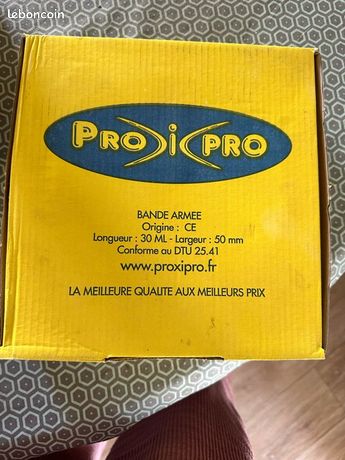 leboncoin
PROXIPRO
BANDE ARMEE
Origine : CE
Longueur : 30 ML - Largeur : 50 mm
Conforme au DTU 25.41
www.proxipro.fr
LA MEILLEURE QUALITE AUX MEILLEURS PRIX